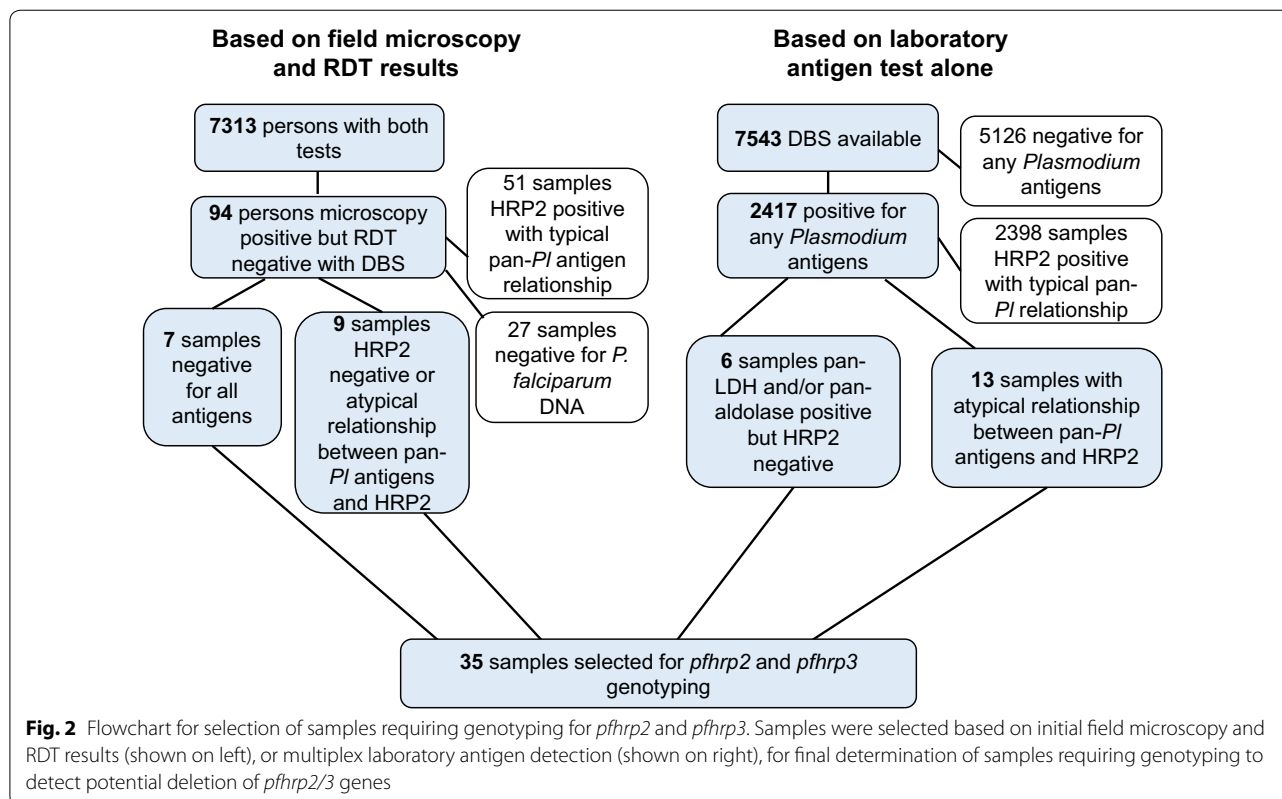 Based on field microscopy
and RDT results
7313 persons with both
tests
94 persons microscopy
positive but RDT
negative with DBS
51 samples
HRP2 positive
with typical
pan-Pl antigen
relationship
7 samples
negative
for all
antigens
9 samples
HRP2
negative or
atypical
relationship
between pan-
Pl antigens
and HRP2
27 samples
negative for P.
falciparum
DNA
Based on laboratory
antigen test alone
7543 DBS available
5126 negative for
any Plasmodium
antigens
2417 positive for
any Plasmodium
antigens
2398 samples
HRP2 positive
with typical pan-
Pl relationship
6 samples pan-
LDH and/or pan-
aldolase positive
but HRP2
negative
13 samples with
atypical relationship
between pan-Pl
antigens and HRP2
35 samples selected for pfhrp2 and pfhrp3
genotyping
Fig. 2 Flowchart for selection of samples requiring genotyping for pfhrp2 and pfhrp3. Samples were selected based on initial field microscopy and
RDT results (shown on left), or multiplex laboratory antigen detection (shown on right), for final determination of samples requiring genotyping to
detect potential deletion of pfhrp2/3 genes